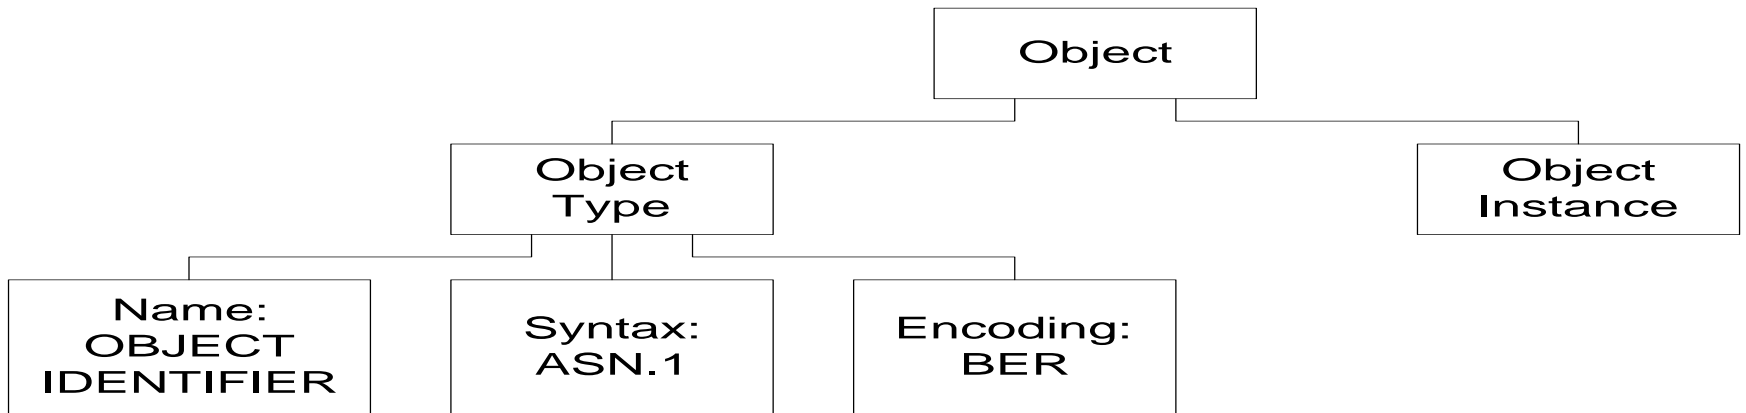 Object
Object
Type
Object
Instance
Name:
OBJECT
IDENTIFIER
Syntax:
ASN.1
Encoding:
BER